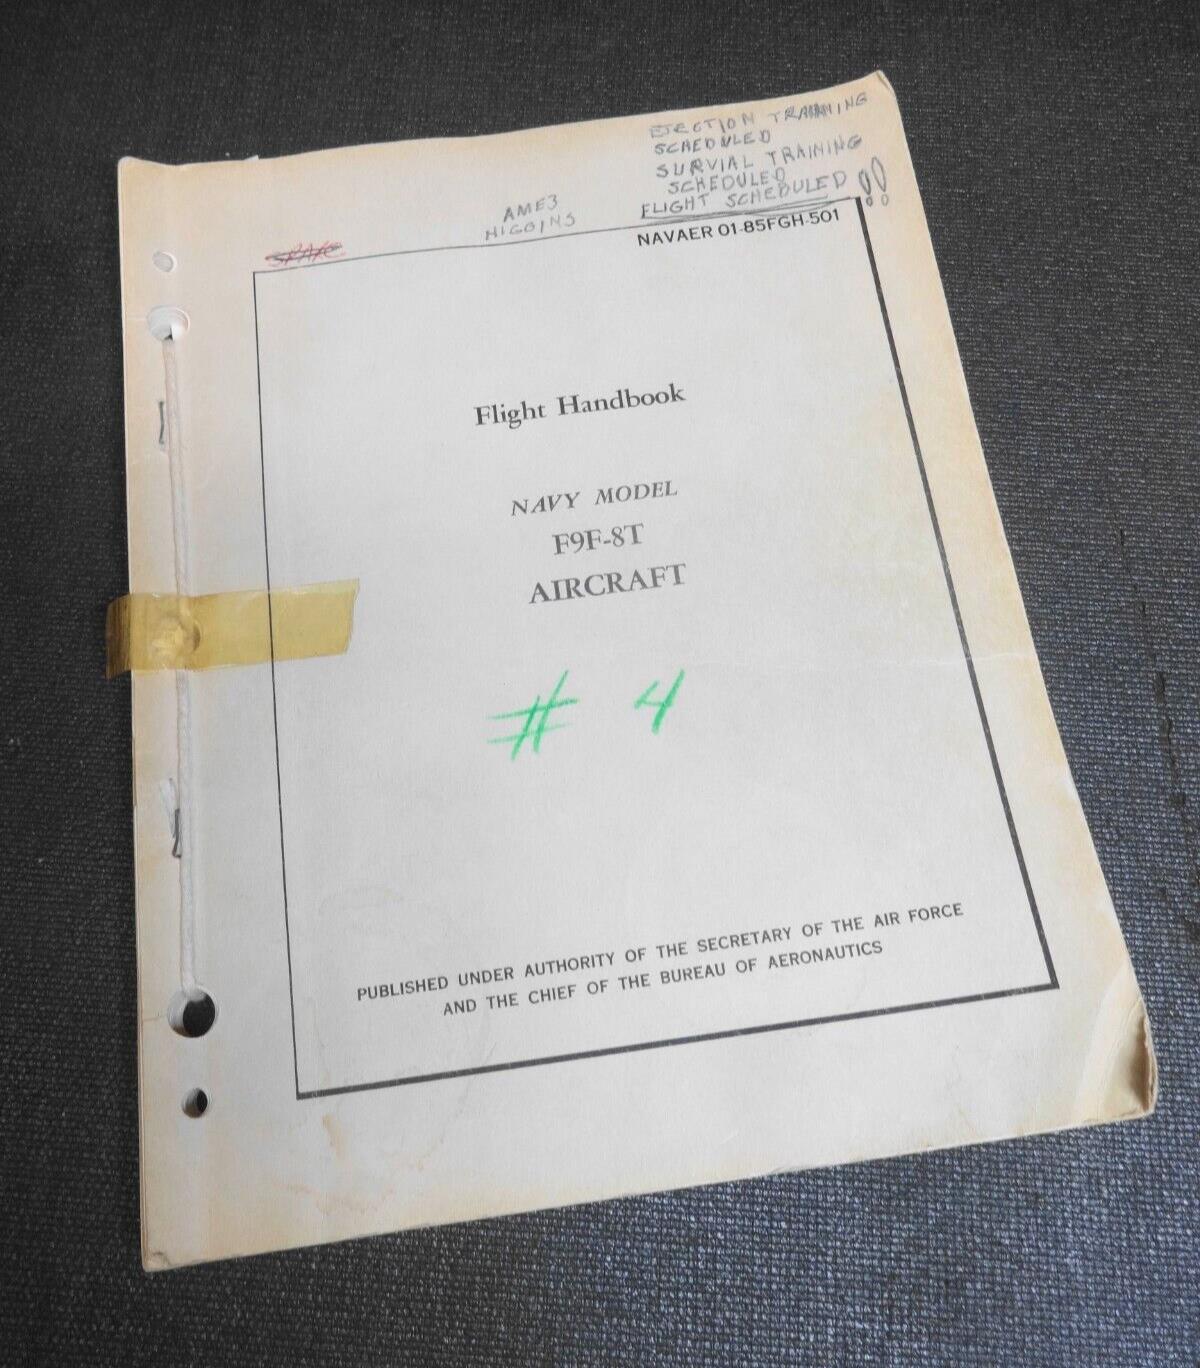 EJECTION TRAINING
SCHEDULED
SURVIAL TRAINING
SCHEDULED
FLIGHT SCHEDULED !!
AME3
HIGGINS
NAVAER 01-85FGH-501
Flight Handbook
NAVY MODEL
F9F-8T
AIRCRAFT
# 4
PUBLISHED UNDER AUTHORITY OF THE SECRETARY OF THE AIR FORCE
AND THE CHIEF OF THE BUREAU OF AERONAUTICS